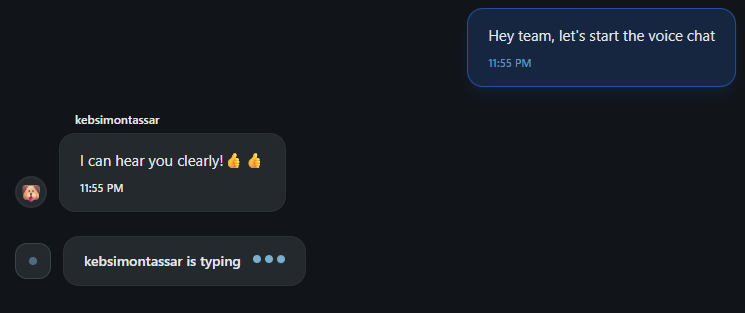 Hey team, let's start the voice chat
11:55 PM
kebsimontassar
I can hear you clearly!👍 👍
11:55 PM
kebsimontassar is typing